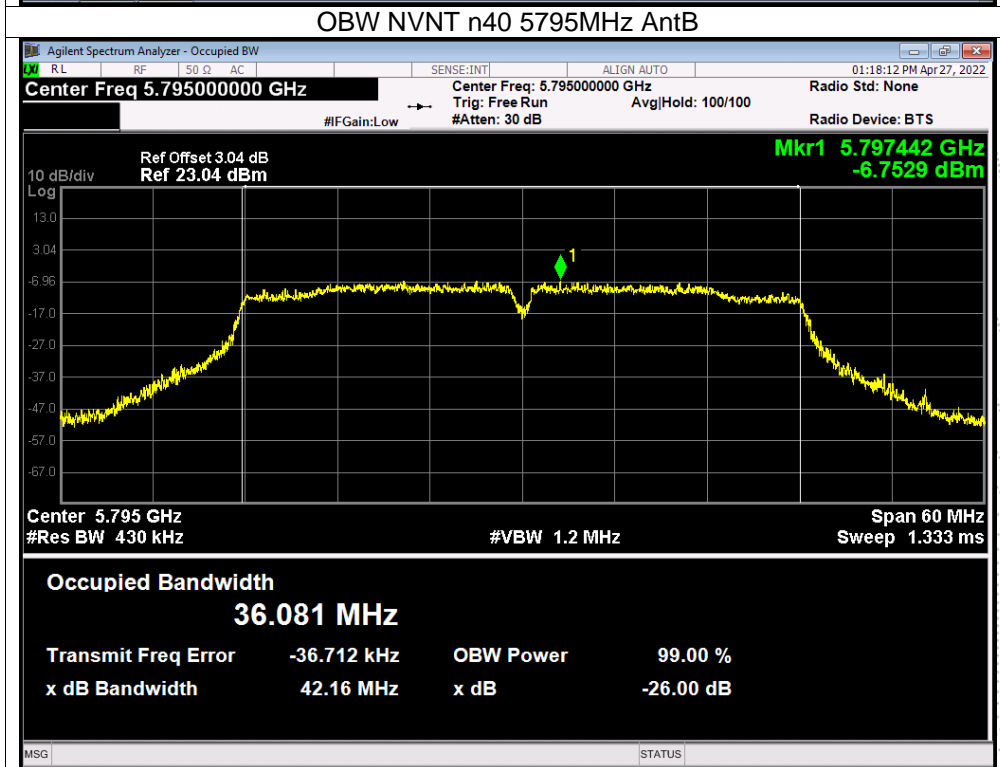 OBW NVNT n40 5795MHz AntB
Agilent Spectrum Analyzer - Occupied BW
LXI RL RF 50 Ω AC SENSE:INT ALIGN AUTO 01:18:12 PM Apr 27, 2022
Center Freq 5.795000000 GHz Center Freq: 5.795000000 GHz Radio Std: None
Trig: Free Run Avg|Hold: 100/100
#IFGain:Low #Atten: 30 dB Radio Device: BTS
Mkr1 5.797442 GHz
-6.7529 dBm
Ref Offset 3.04 dB
10 dB/div Ref 23.04 dBm
Log
13.0
3.04
1
-6.96
-17.0
-27.0
-37.0
-47.0
-57.0
-67.0
Center 5.795 GHz Span 60 MHz
#Res BW 430 kHz #VBW 1.2 MHz Sweep 1.333 ms
Occupied Bandwidth
36.081 MHz
Transmit Freq Error -36.712 kHz OBW Power 99.00 %
x dB Bandwidth 42.16 MHz x dB -26.00 dB
MSG STATUS